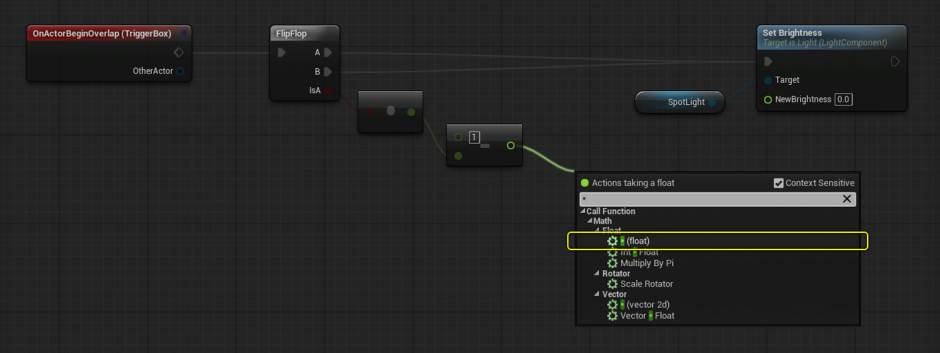 OnActorBeginOverlap (TriggerBox)
OtherActor
FlipFlop
A
B
IsA
1
SpotLight
Set Brightness
Target is Light (LightComponent)
Target
NewBrightness 0.0
Actions taking a float
Context Sensitive
*
Call Function
Math
Float
* (float)
Int * Float
Multiply By Pi
Rotator
Scale Rotator
Vector
* (vector 2d)
Vector * Float